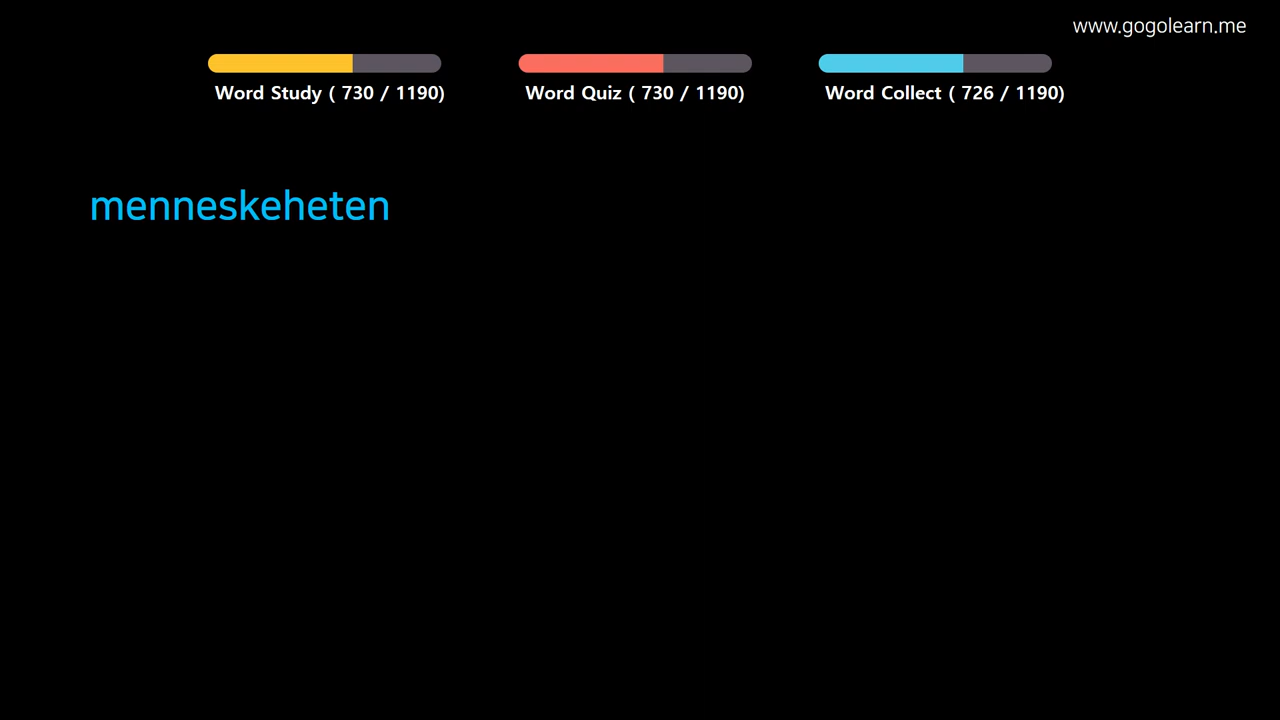 www.gogolearn.me
Word Study ( 730 / 1190)
Word Quiz ( 730 / 1190)
Word Collect ( 726 / 1190)
menneskeheten